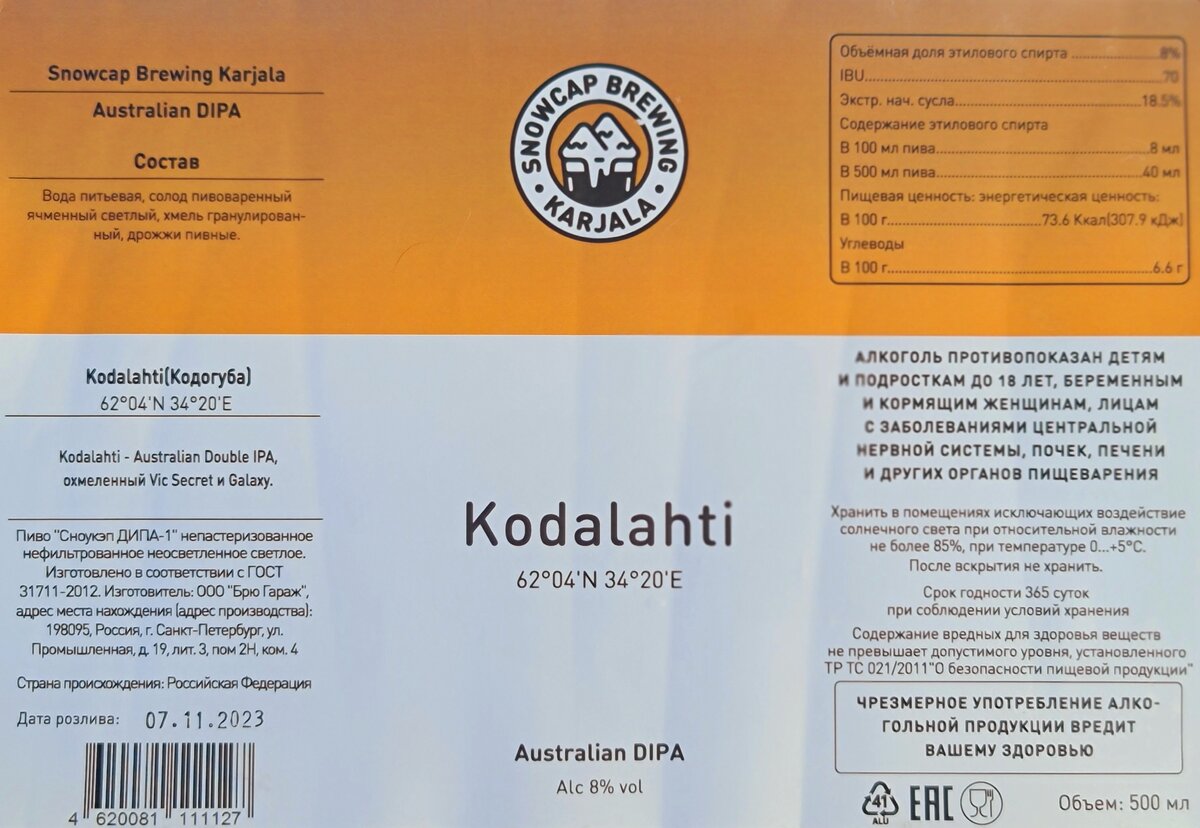 Snowcap Brewing Karjala
Australian DIPA
Состав
Вода питьевая, солод пивоваренный
ячменный светлый, хмель гранулирован-
ный, дрожжи пивные.
Kodalahti(Кодогуба)
62°04'N 34°20'E
Kodalahti - Australian Double IPA,
охмеленный Vic Secret и Galaxy.
Пиво "Сноукэп ДИПА-1" непастеризованное
нефильтрованное неосветленное светлое.
Изготовлено в соответствии с ГОСТ
31711-2012. Изготовитель: ООО "Брю Гараж",
адрес места нахождения (адрес производства):
198095, Россия, г. Санкт-Петербург, ул.
Промышленная, д. 19, лит. З, пом 2Н, ком. 4
Страна происхождения: Российская Федерация
Дата розлива: 07.11.2023
4 620081 111127
SNOWCAP BREWING
KARJALA
Kodalahti
62°04'N 34°20'E
Australian DIPA
Alc 8% vol
Объёмная доля этилового спирта ..............8%
IBU...............70
Экстр. нач. сусла...............18.5%
Содержание этилового спирта
В 100 мл пива...............8 мл
В 500 мл пива...............40 мл
Пищевая ценность: энергетическая ценность:
В 100 г...............73.6 Ккал(307.9 кДж)
Углеводы
В 100 г...............6.6 г
АЛКОГОЛЬ ПРОТИВОПОКАЗАН ДЕТЯМ
И ПОДРОСТКАМ ДО 18 ЛЕТ, БЕРЕМЕННЫМ
И КОРМЯЩИМ ЖЕНЩИНАМ, ЛИЦАМ
С ЗАБОЛЕВАНИЯМИ ЦЕНТРАЛЬНОЙ
НЕРВНОЙ СИСТЕМЫ, ПОЧЕК, ПЕЧЕНИ
И ДРУГИХ ОРГАНОВ ПИЩЕВАРЕНИЯ
Хранить в помещениях исключающих воздействие
солнечного света при относительной влажности
не более 85%, при температуре 0...+5°С.
После вскрытия не хранить.
Срок годности 365 суток
при соблюдении условий хранения
Содержание вредных для здоровья веществ
не превышает допустимого уровня, установленного
ТР ТС 021/2011"О безопасности пищевой продукции"
ЧРЕЗМЕРНОЕ УПОТРЕБЛЕНИЕ АЛКО-
ГОЛЬНОЙ ПРОДУКЦИИ ВРЕДИТ
ВАШЕМУ ЗДОРОВЬЮ
41
ALU
EAC
Объем: 500 мл